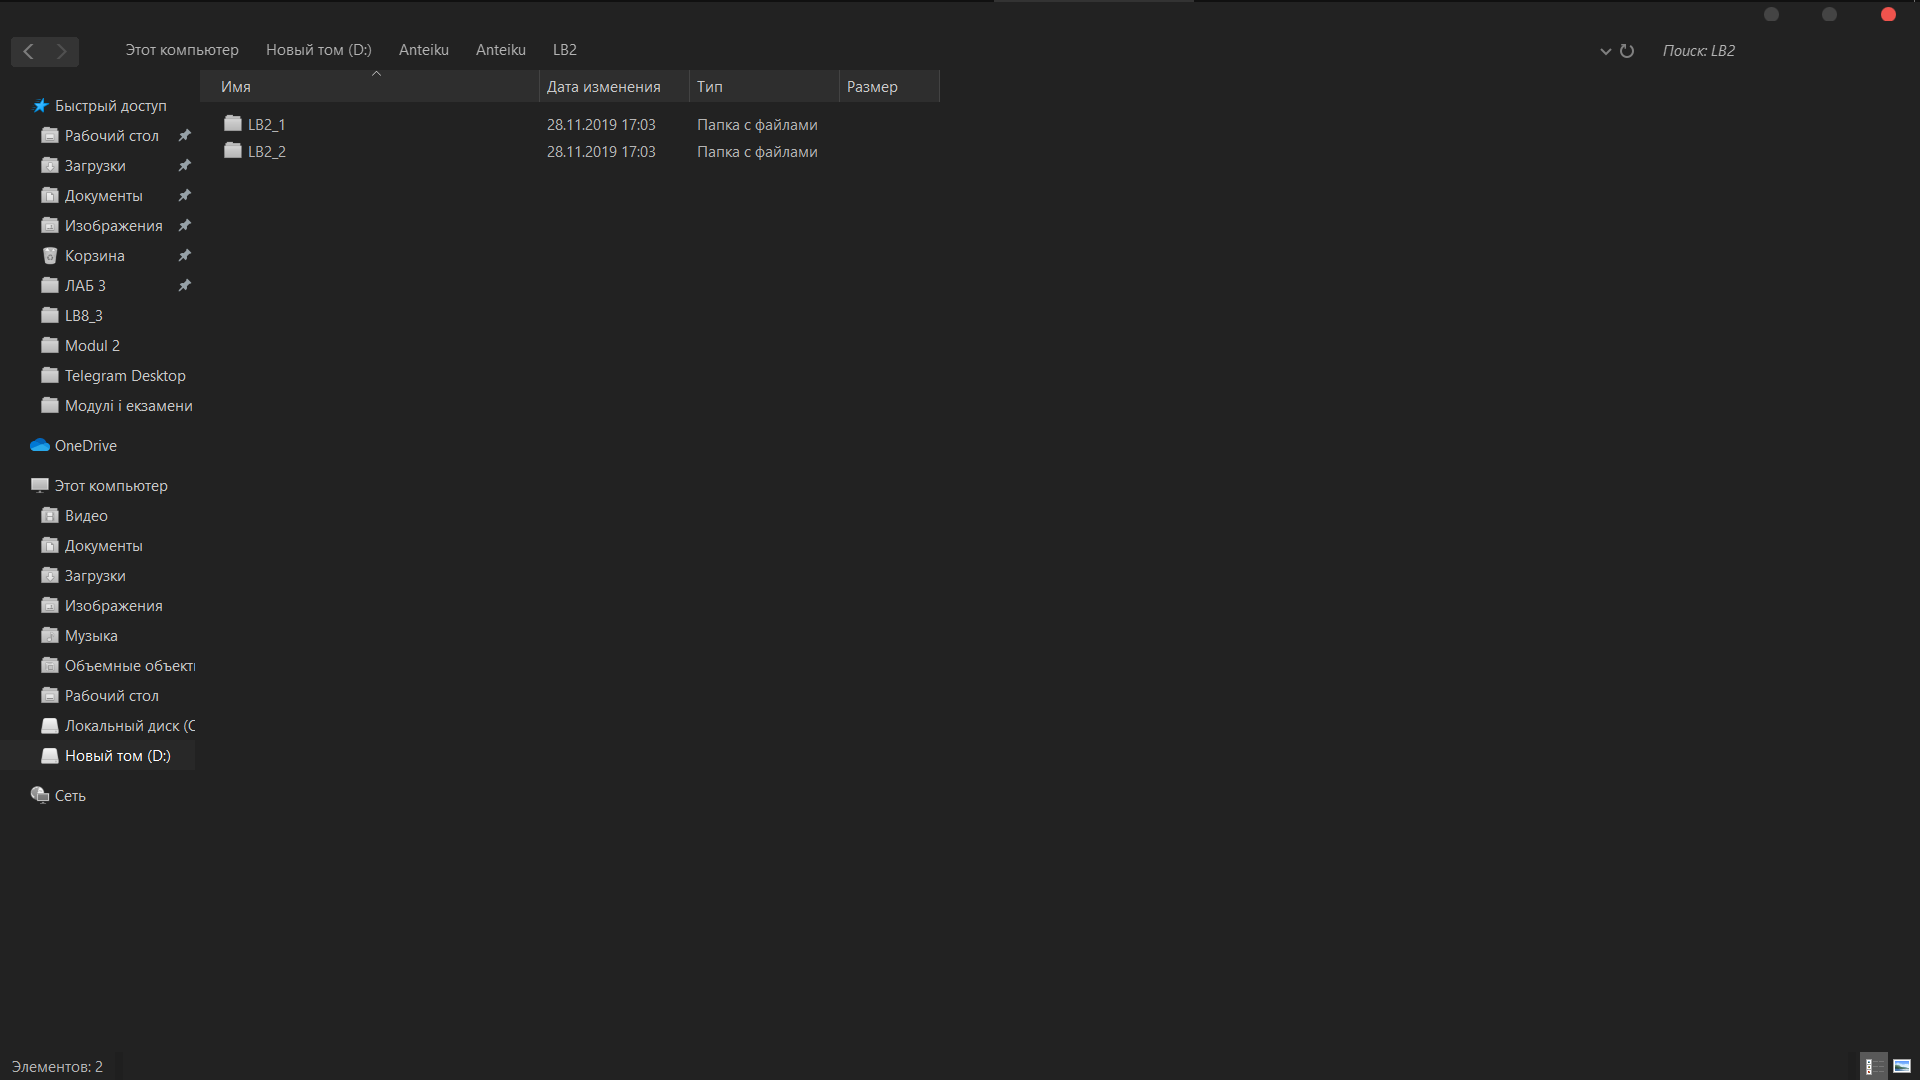 Этот компьютер Новый том (D:) Anteiku Anteiku LB2 Поиск: LB2
Имя Дата изменения Тип Размер
LB2_1 28.11.2019 17:03 Папка с файлами
LB2_2 28.11.2019 17:03 Папка с файлами
Быстрый доступ
Рабочий стол
Загрузки
Документы
Изображения
Корзина
ЛАБ 3
LB8_3
Modul 2
Telegram Desktop
Модулі і екзамени
OneDrive
Этот компьютер
Видео
Документы
Загрузки
Изображения
Музыка
Объемные объект
Рабочий стол
Локальный диск (C
Новый том (D:)
Сеть
Элементов: 2